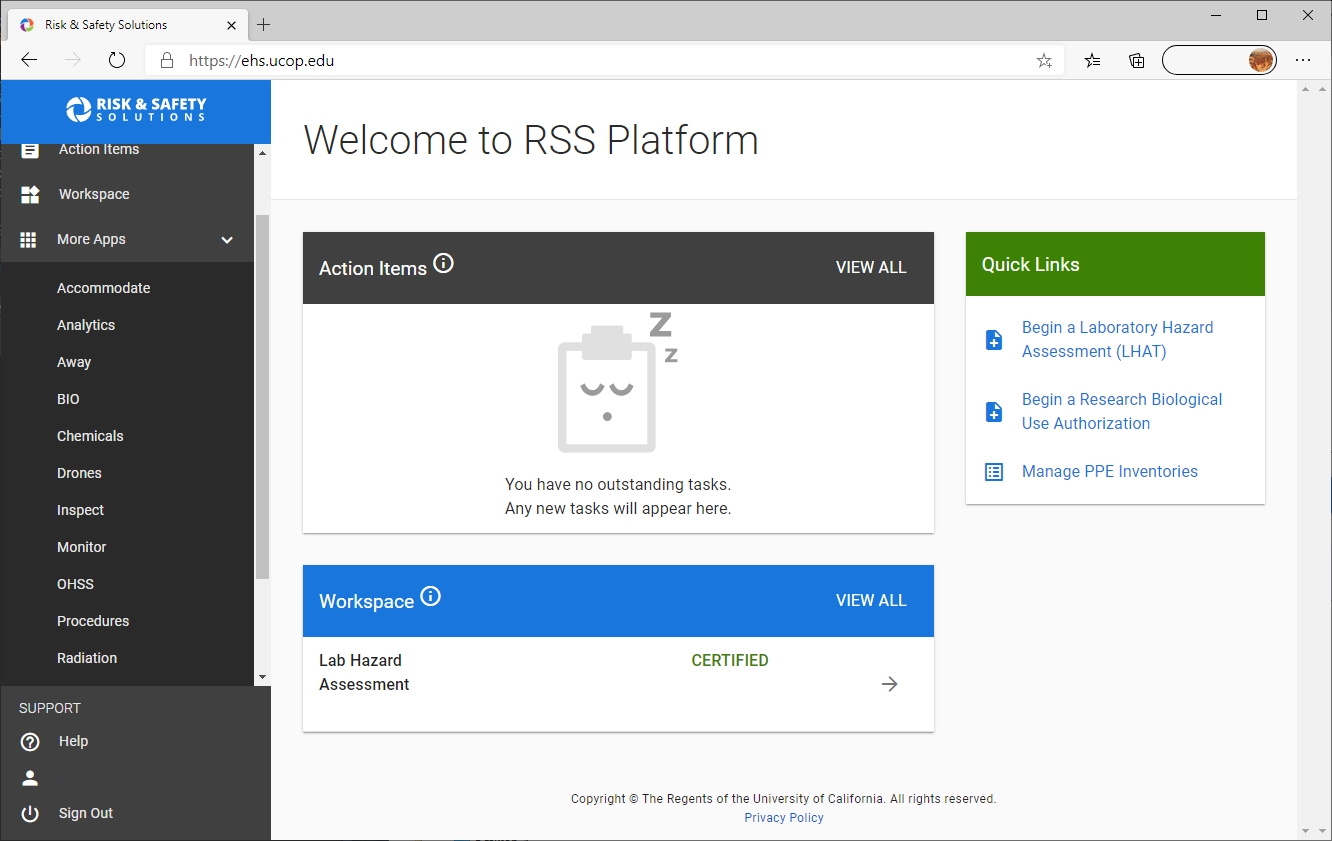 Risk & Safety Solutions
https://ehs.ucop.edu
RISK & SAFETY
SOLUTIONS
Action Items
Workspace
More Apps
Accommodate
Analytics
Away
BIO
Chemicals
Drones
Inspect
Monitor
OHSS
Procedures
Radiation
SUPPORT
Help
Sign Out
Welcome to RSS Platform
Action Items
VIEW ALL
Z
Z
You have no outstanding tasks.
Any new tasks will appear here.
Workspace
VIEW ALL
Lab Hazard
Assessment
CERTIFIED
Quick Links
Begin a Laboratory Hazard
Assessment (LHAT)
Begin a Research Biological
Use Authorization
Manage PPE Inventories
Copyright © The Regents of the University of California. All rights reserved.
Privacy Policy